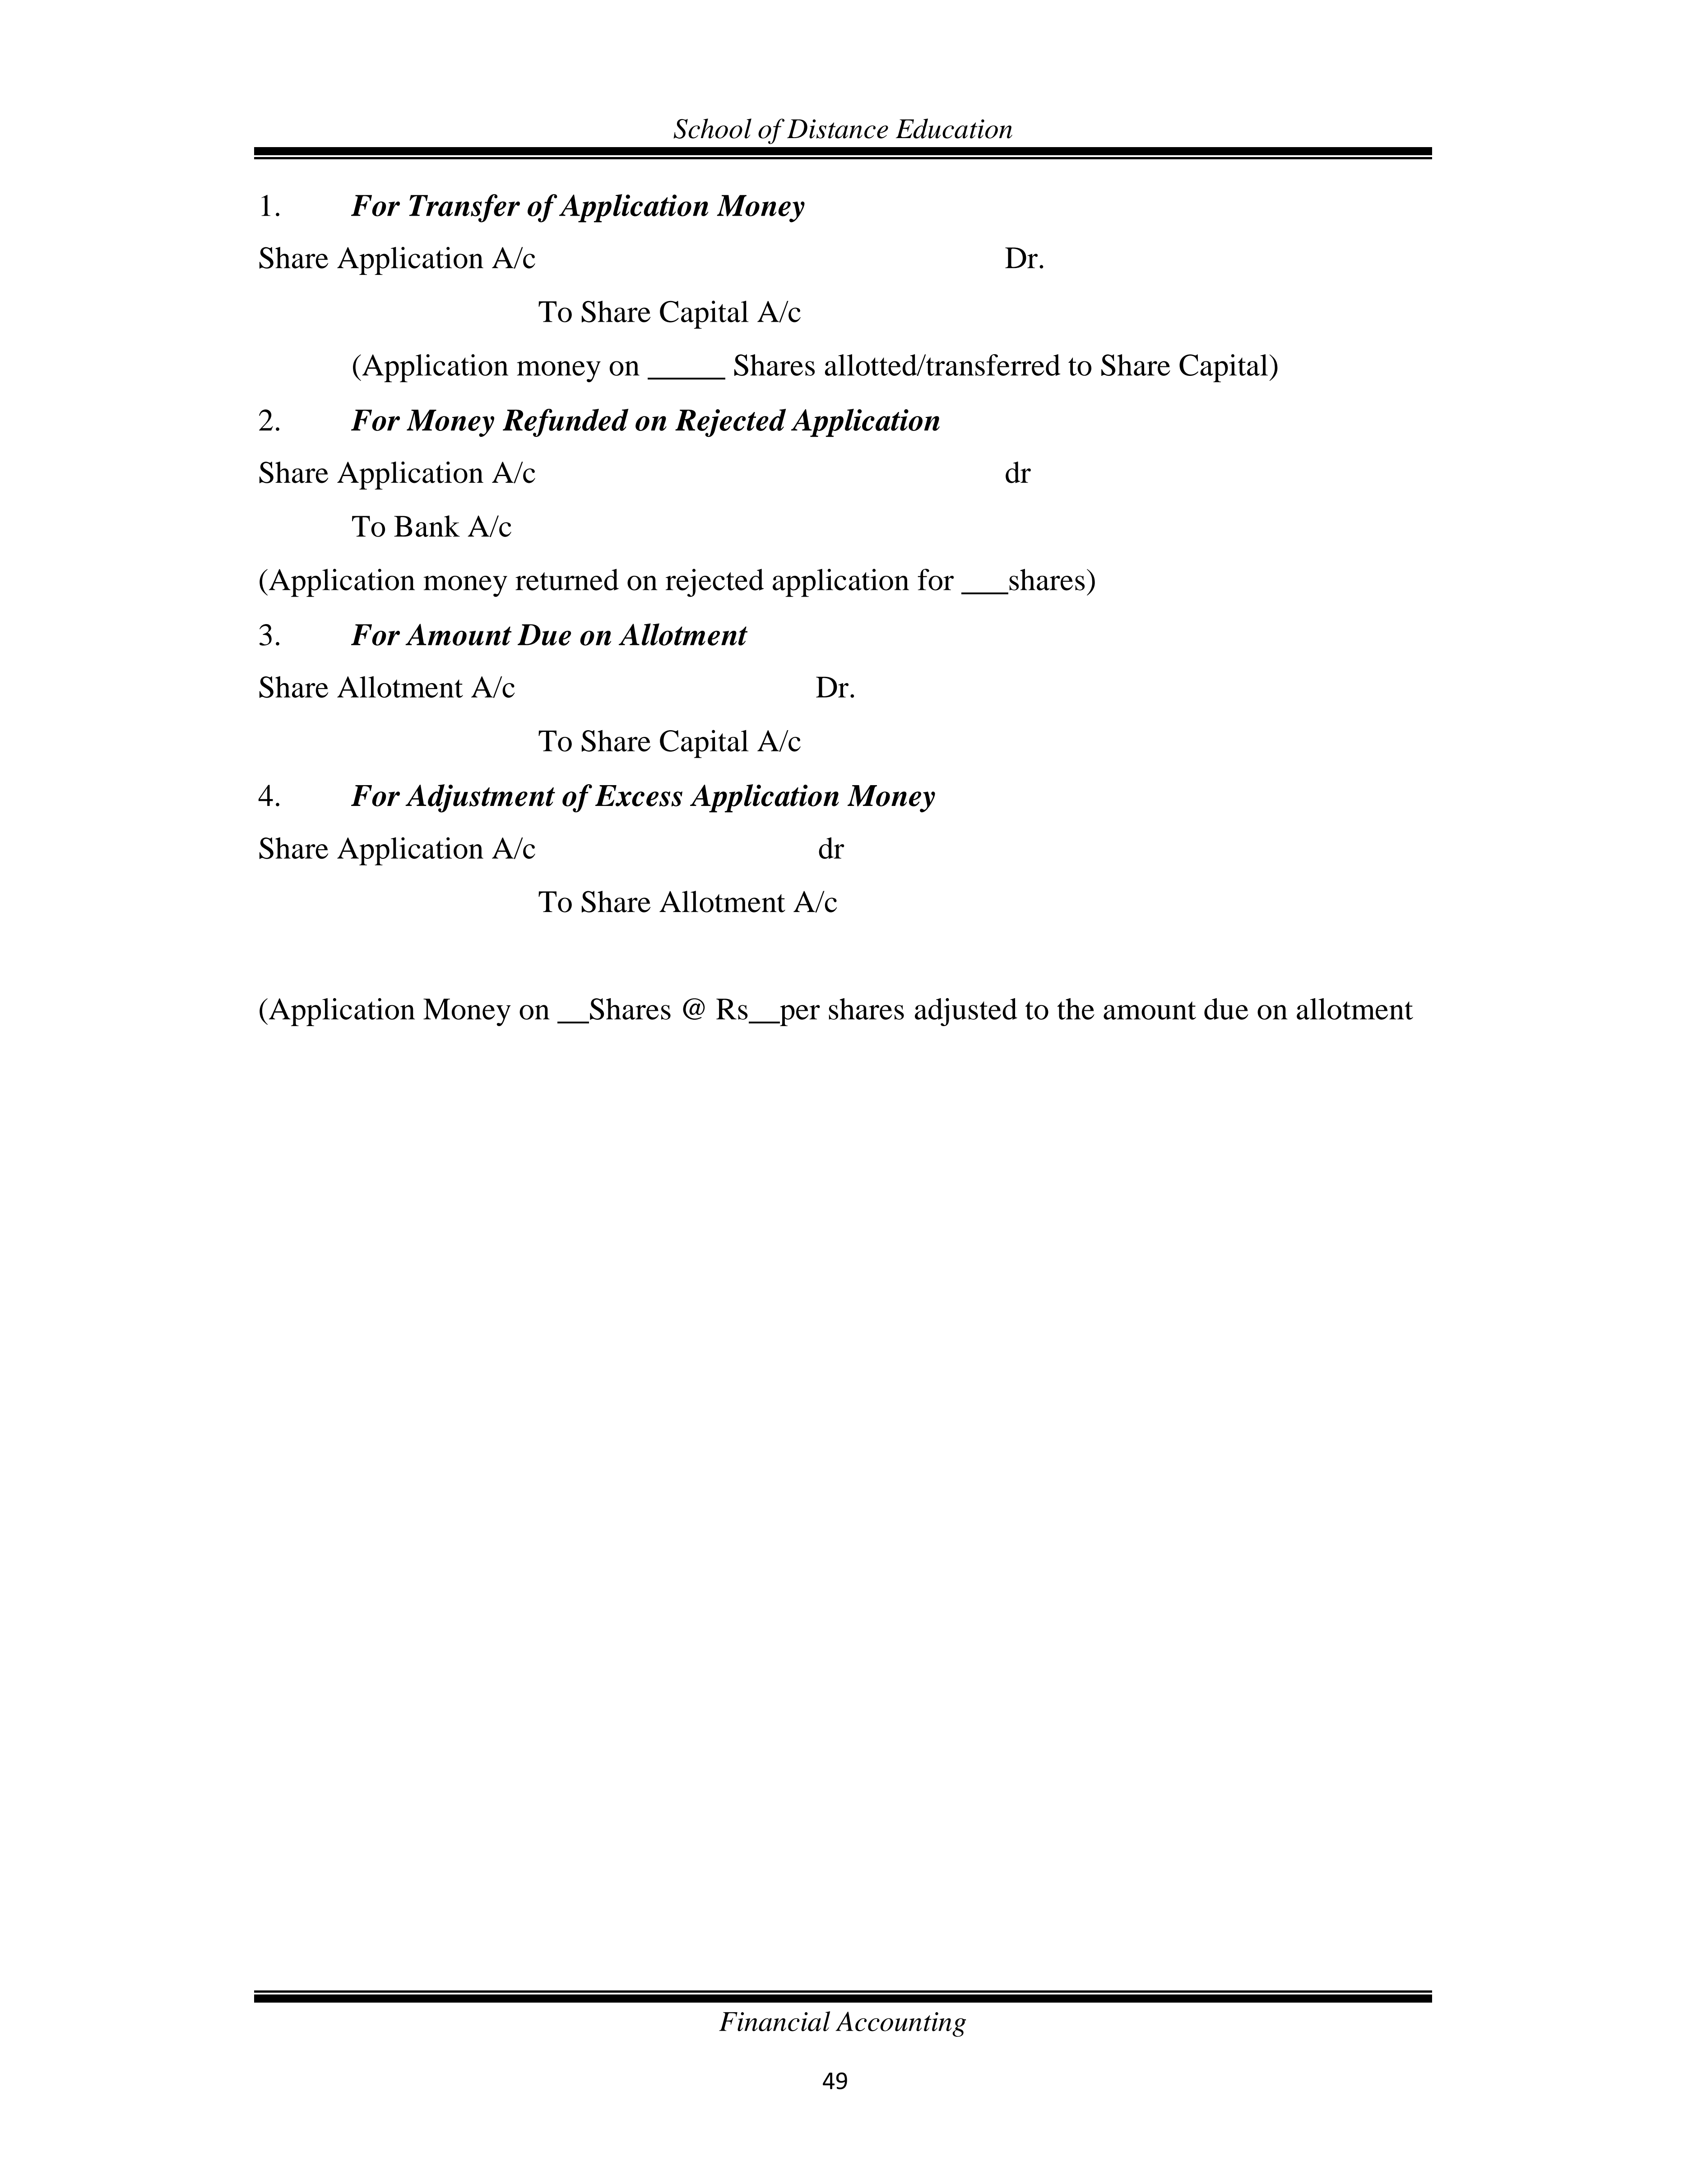 School of Distance Education
1. For Transfer of Application Money
Share Application A/c Dr.
To Share Capital A/c
(Application money on _____ Shares allotted/transferred to Share Capital)
2. For Money Refunded on Rejected Application
Share Application A/c dr
To Bank A/c
(Application money returned on rejected application for ___shares)
3. For Amount Due on Allotment
Share Allotment A/c Dr.
To Share Capital A/c
4. For Adjustment of Excess Application Money
Share Application A/c dr
To Share Allotment A/c
(Application Money on __Shares @ Rs__per shares adjusted to the amount due on allotment
Financial Accounting
49